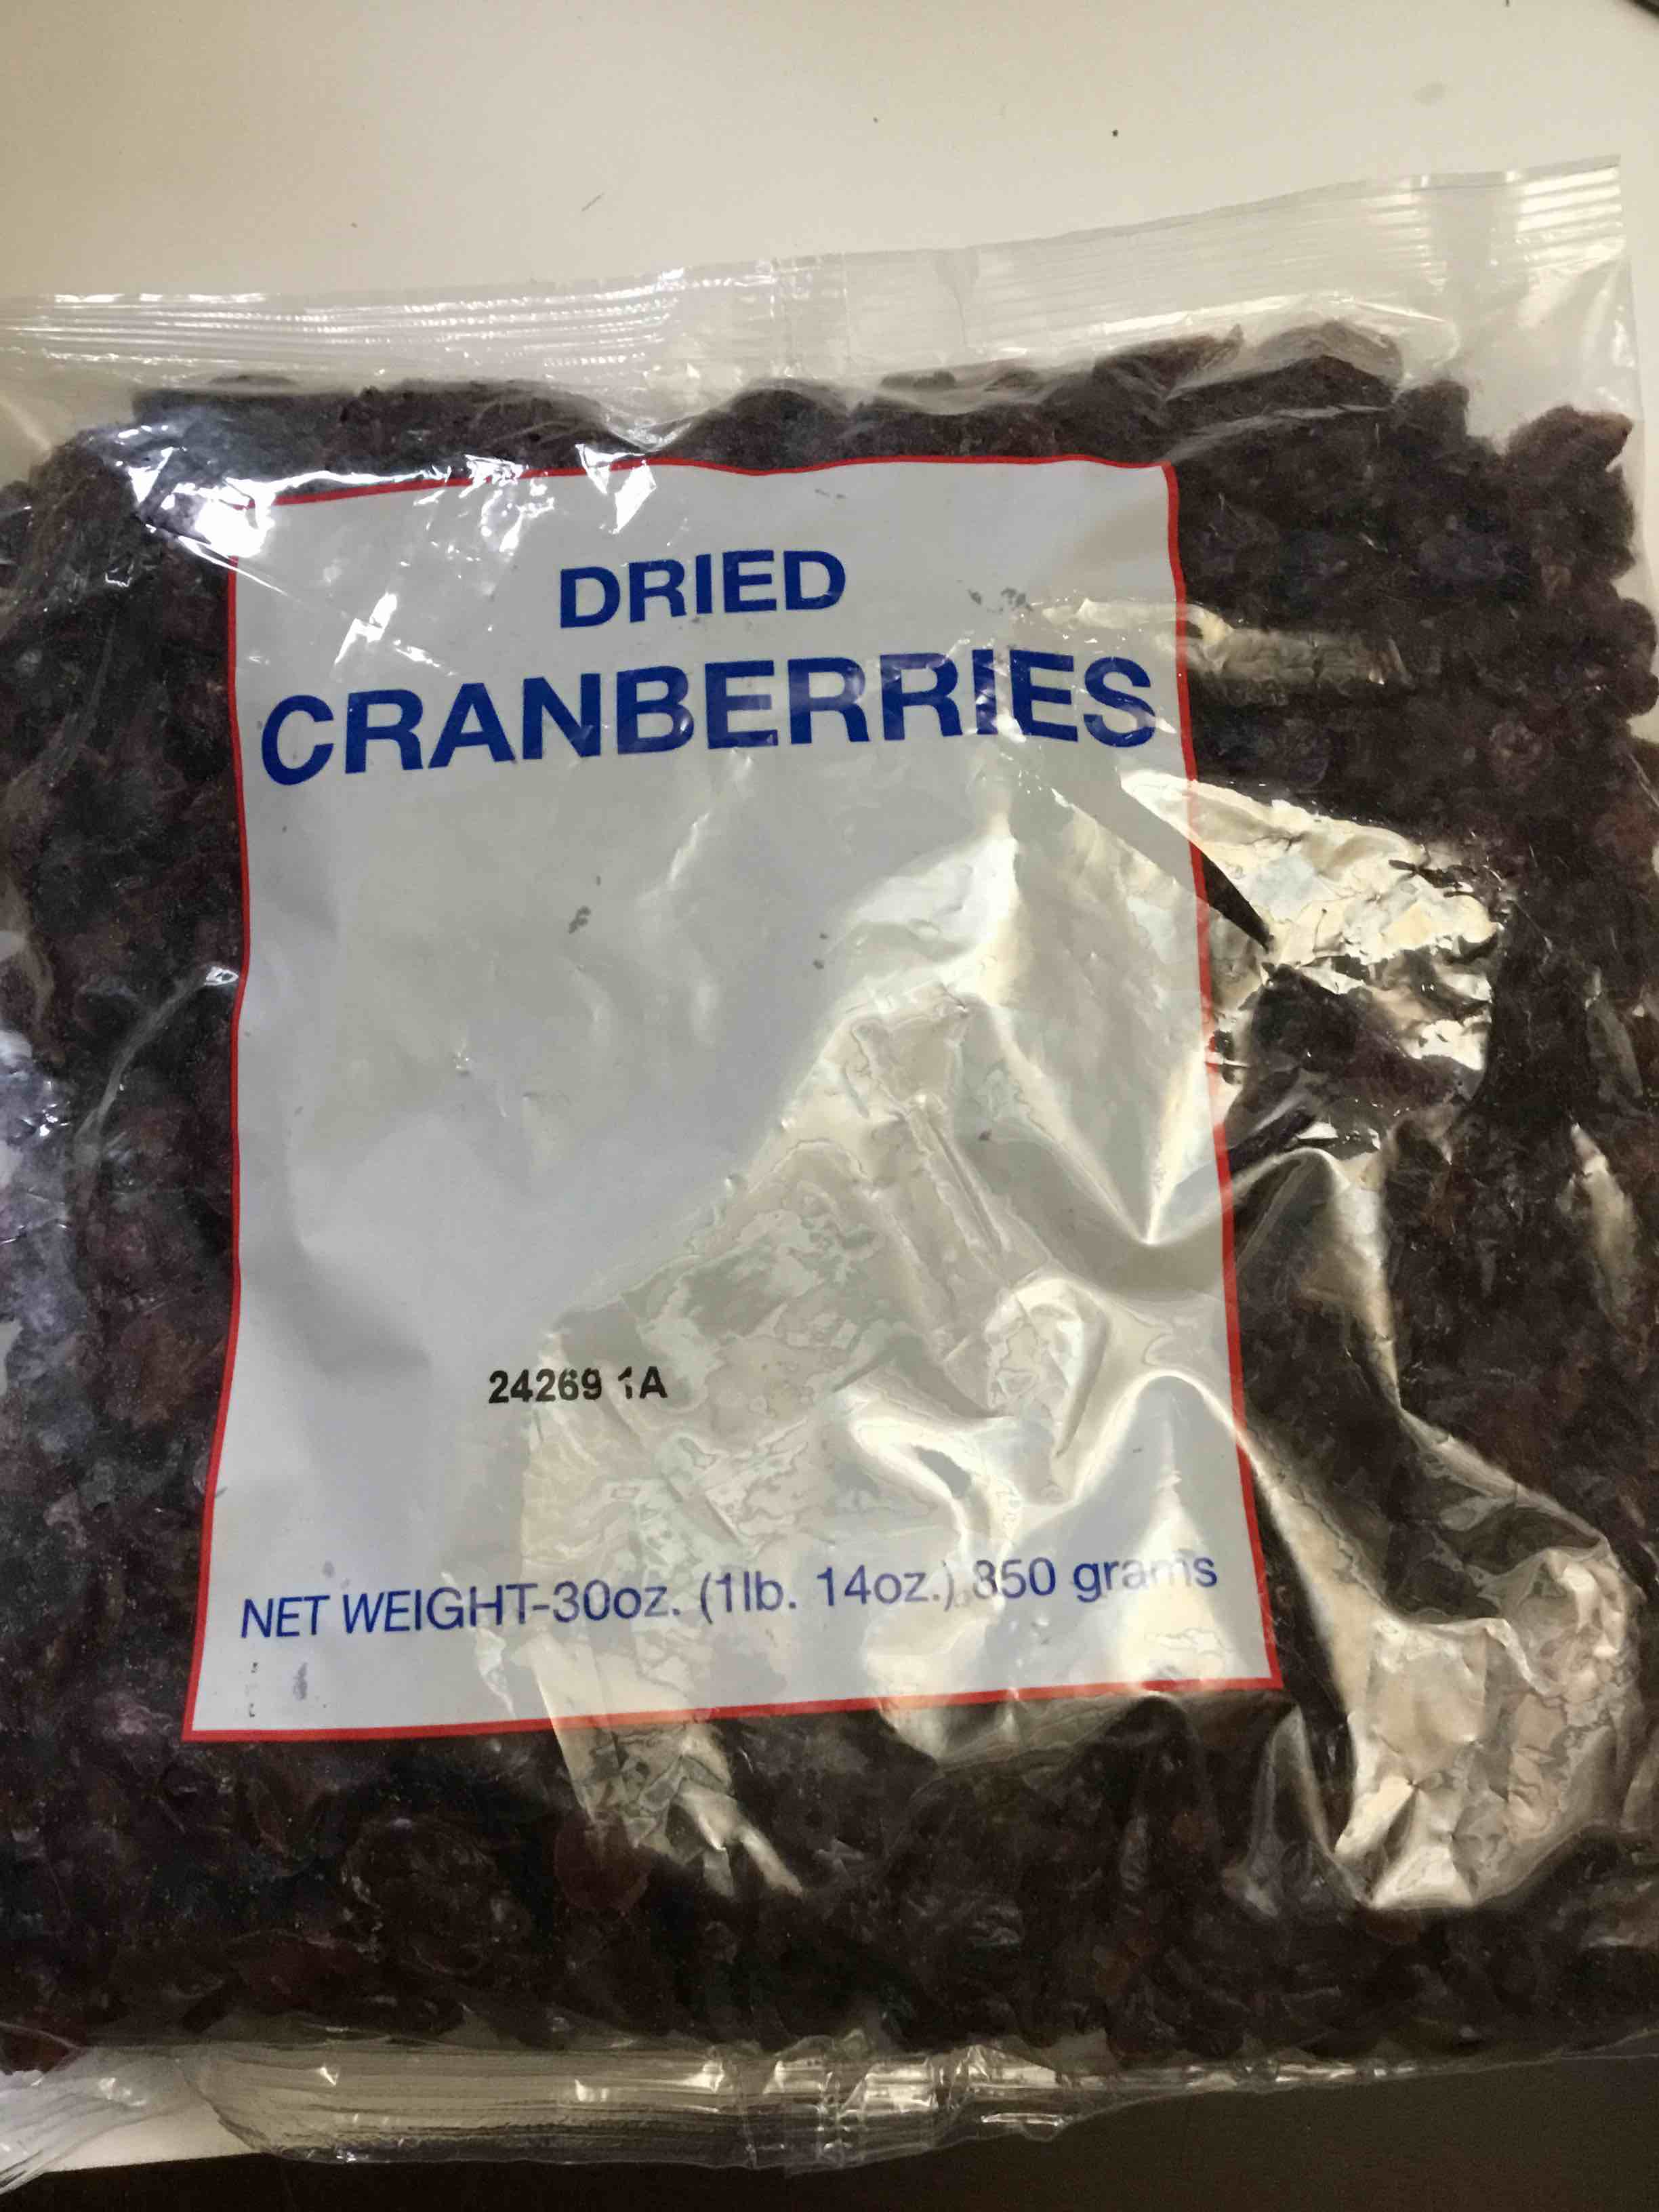 DRIED
CRANBERRIES
24269 1A
NET WEIGHT-30oz. (1lb. 14oz.) 850 grams